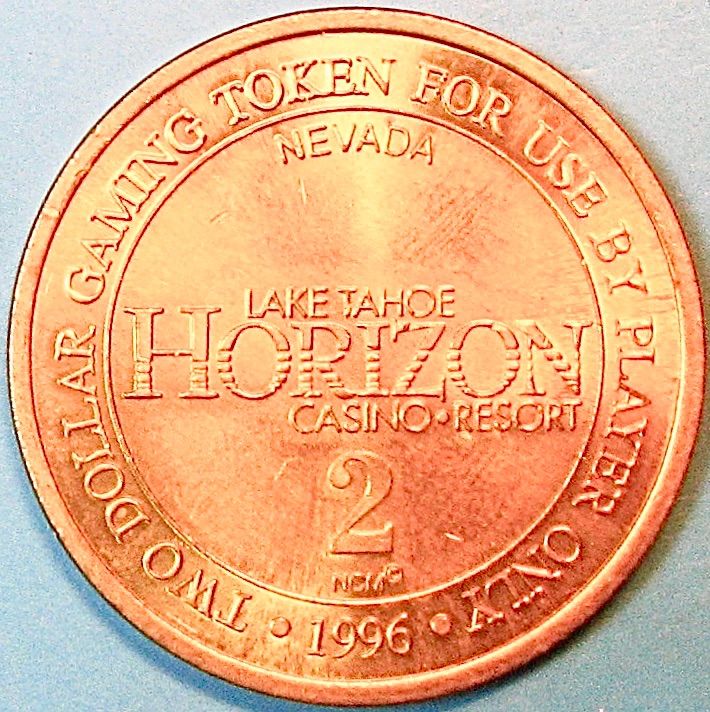 TWO DOLLAR GAMING TOKEN FOR USE BY PLAYER ONLY
NEVADA
LAKE TAHOE
HORIZON
CASINO • RESORT
2
• 1996 •